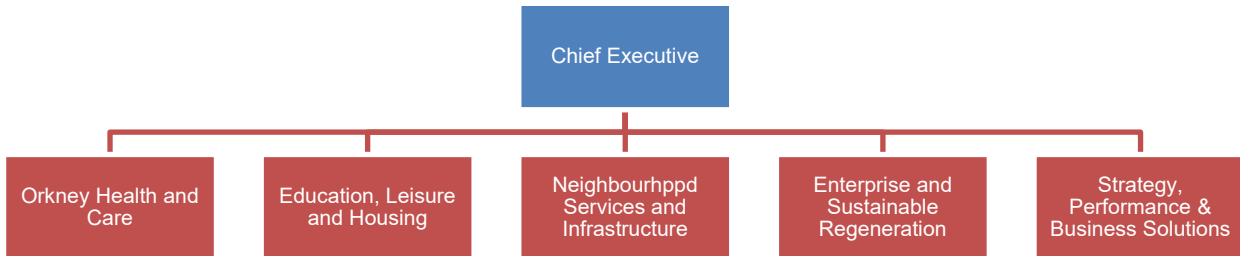 Chief Executive
Orkney Health and
Care
Education, Leisure
and Housing
Neighbourhppd
Services and
Infrastructure
Enterprise and
Sustainable
Regeneration
Strategy,
Performance &
Business Solutions